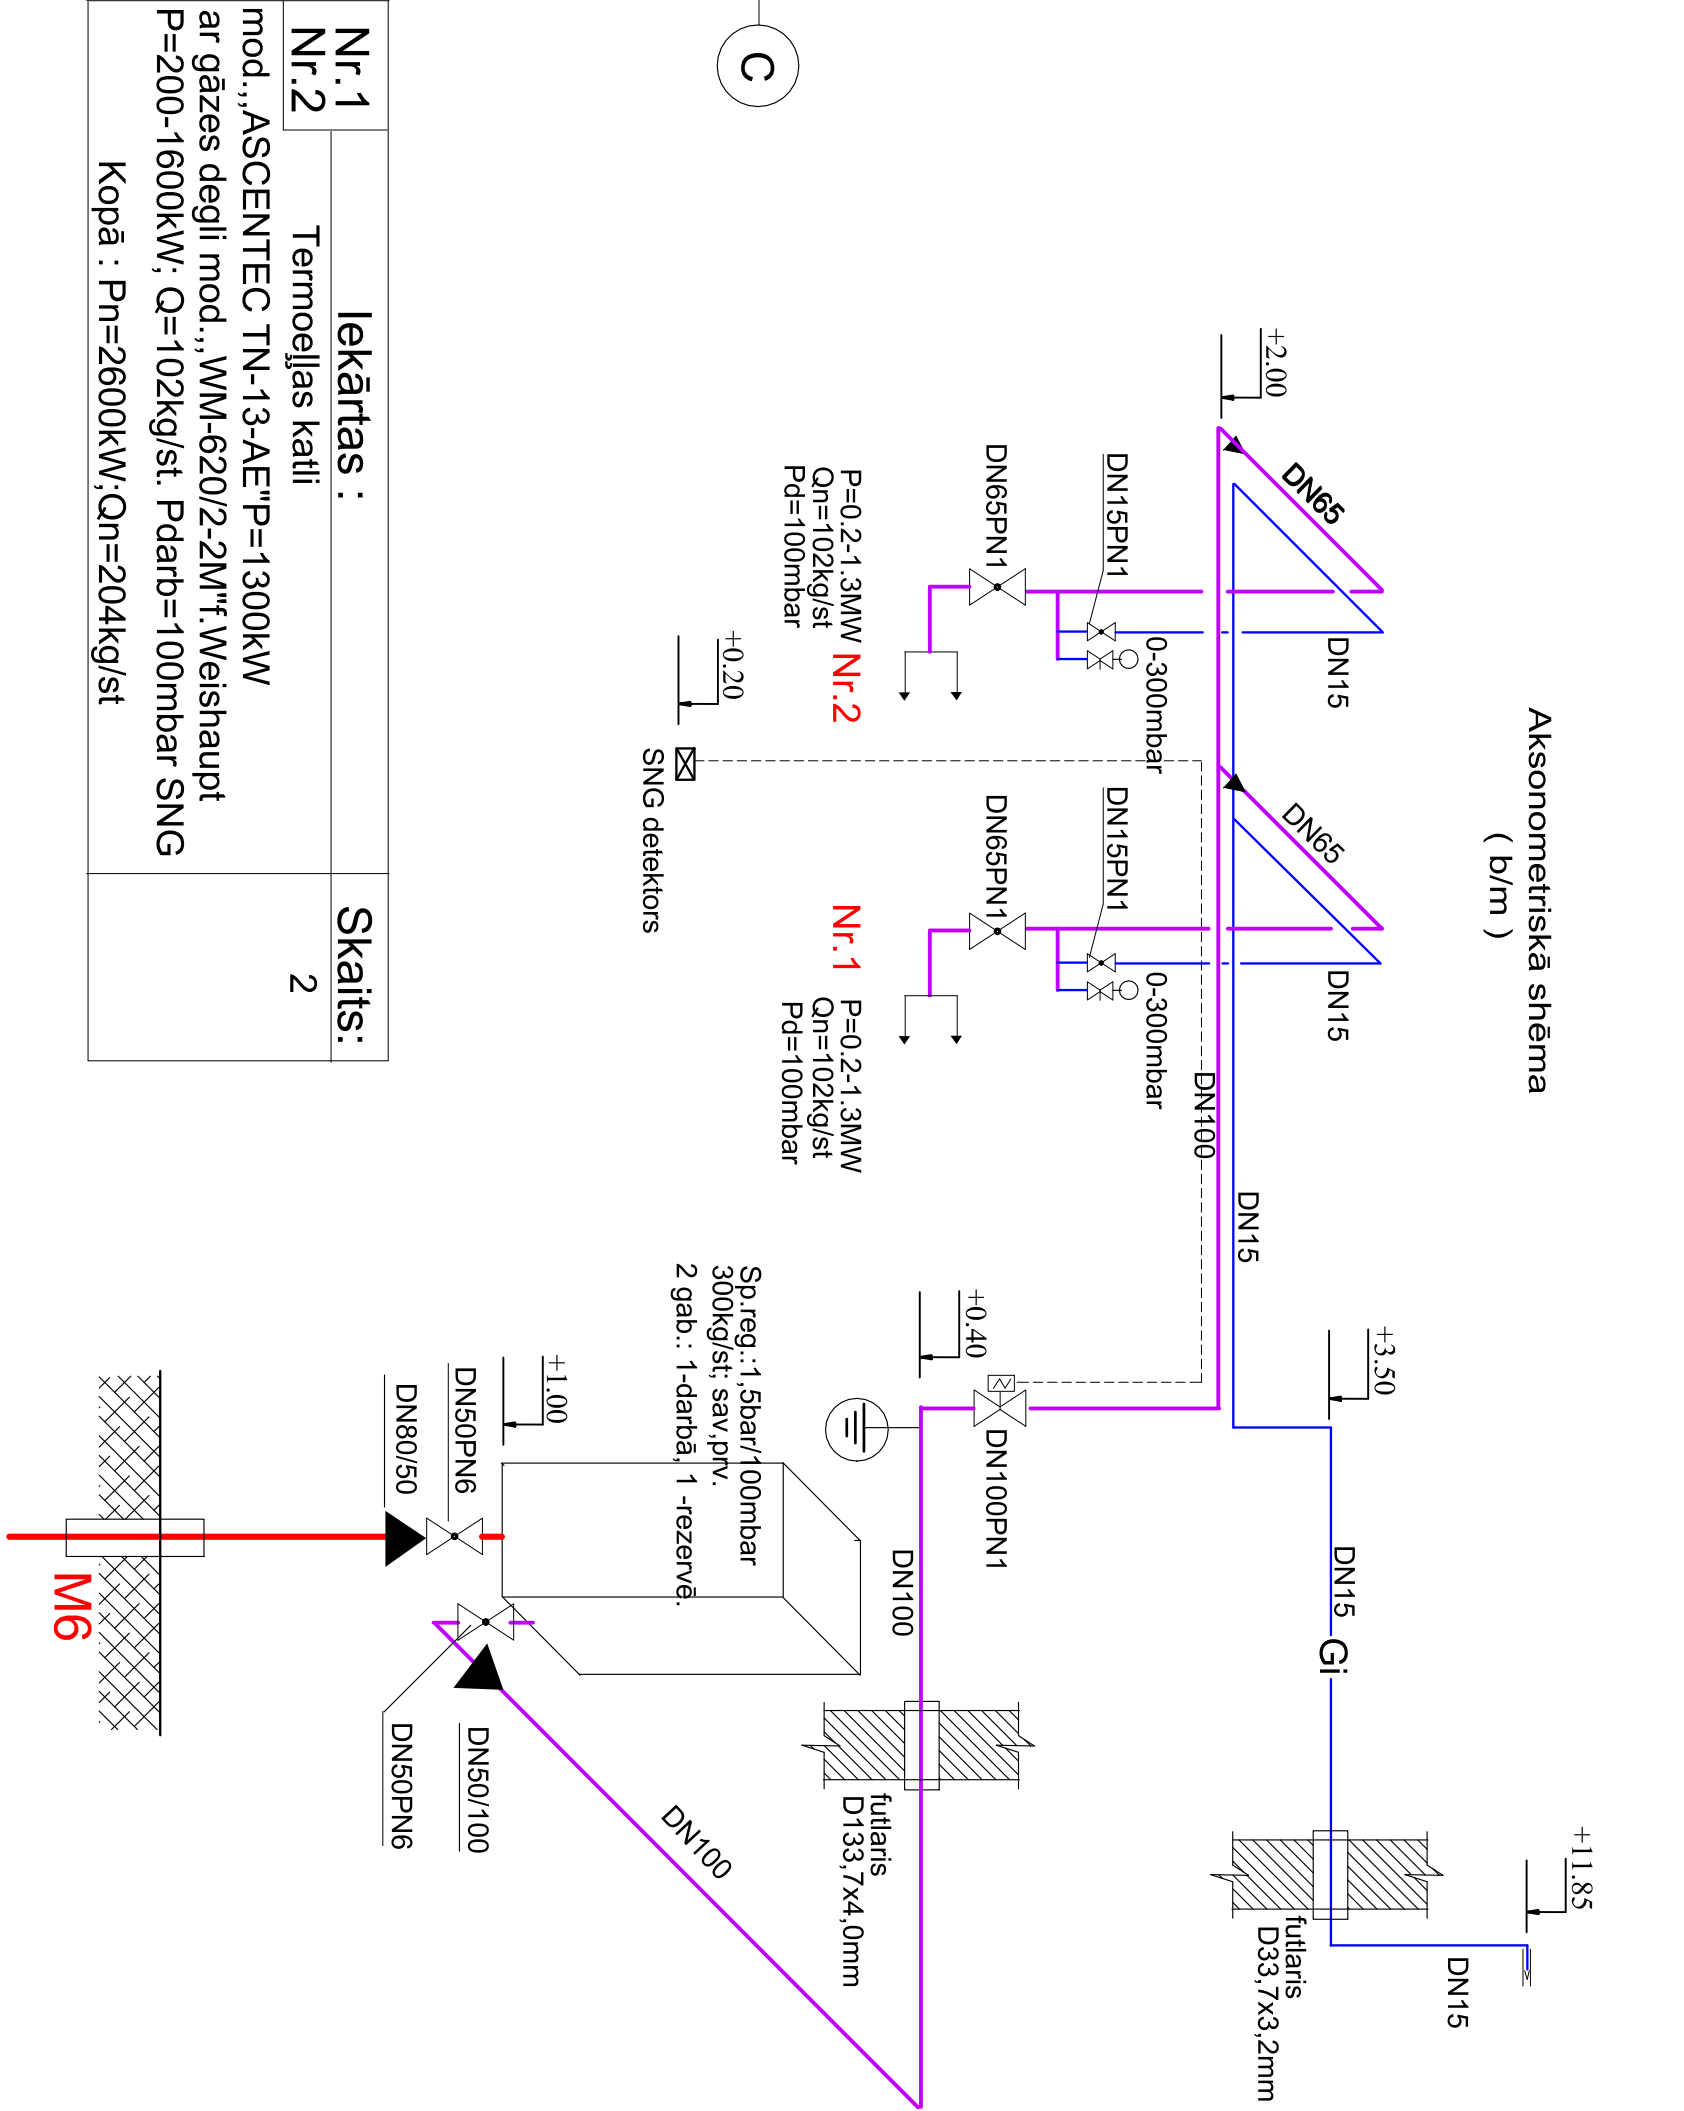 Aksonometriskā shēma
( b/m )
+11.85
DN15
futlaris
D33,7x3,2mm
+3.50
DN15
Gi
DN15
+2.00
DN65
DN15
DN65
DN15
DN100
DN15PN1
0-300mbar
DN15PN1
0-300mbar
DN65PN1
DN65PN1
DN100PN1
+0.40
P=0.2-1.3MW
Qn=102kg/st
Pd=100mbar
Nr.2
Nr.1
P=0.2-1.3MW
Qn=102kg/st
Pd=100mbar
DN100
futlaris
D133,7x4,0mm
+0.20
SNG detektors
Sp.reg.:1,5bar/100mbar
300kg/st; sav,prv.
2 gab.: 1-darbā, 1 -rezervē.
DN100
+1.00
DN50PN6
DN80/50
DN50/100
DN50PN6
M6
C
Nr.1
Nr.2
Iekārtas :
Skaits:
Termoeļļas katli
2
mod.,,ASCENTEC TN-13-AE"P=1300kW
ar gāzes degli mod.,,WM-620/2-2M"f.Weishaupt
P=200-1600kW; Q=102kg/st. Pdarb=100mbar SNG
Kopā : Pn=2600kW;Qn=204kg/st